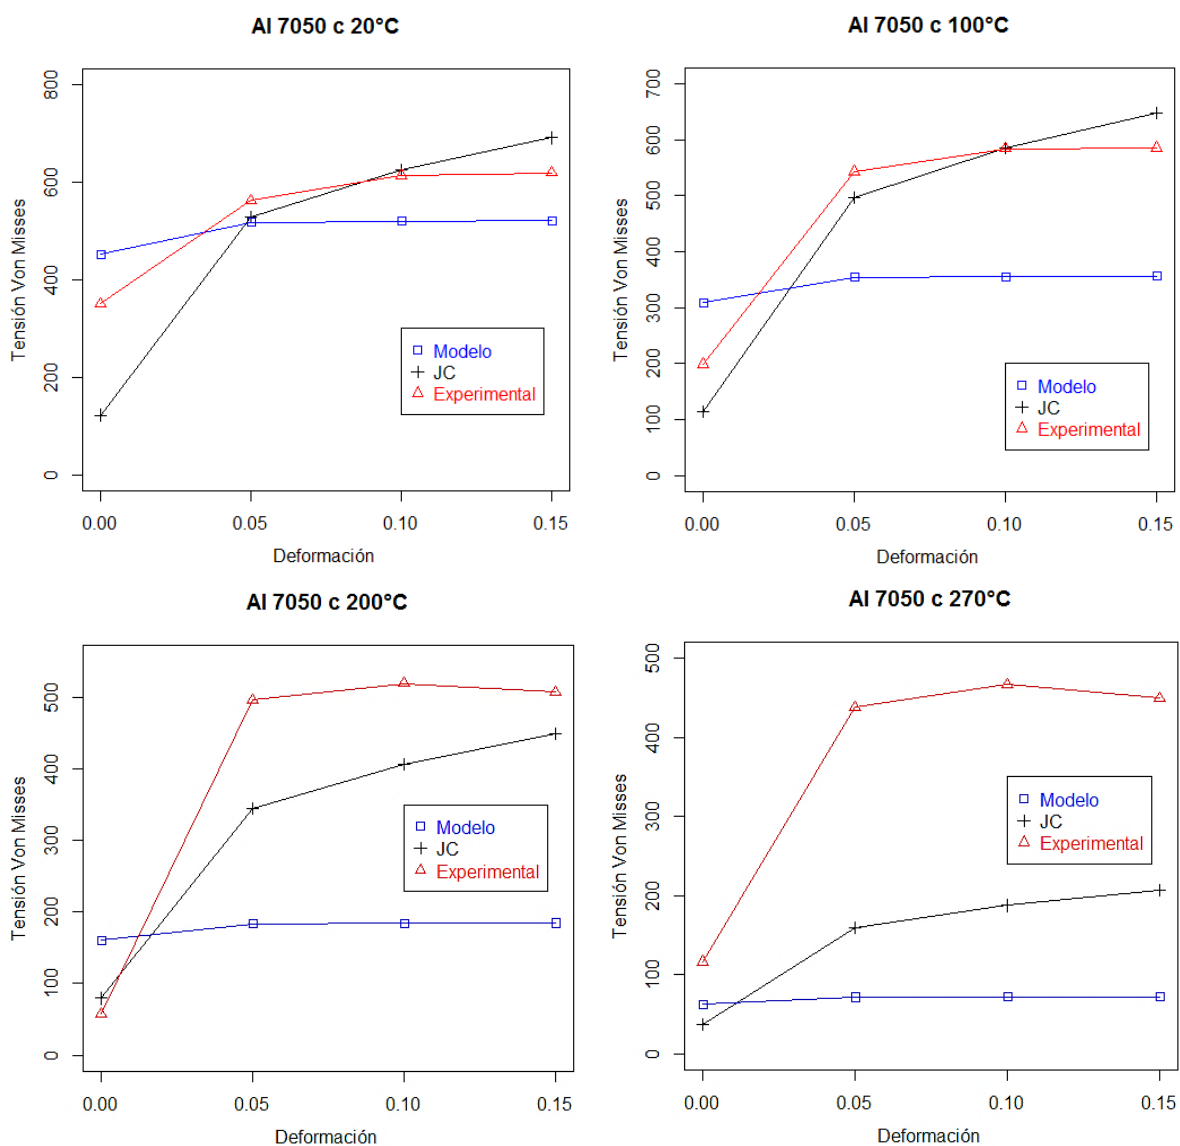 Al 7050 c 20°C
Tensión Von Misses
800
600
400
200
0
Modelo
JC
Experimental
0.00 0.05 0.10 0.15
Deformación
Al 7050 c 100°C
Tensión Von Misses
700
600
500
400
300
200
100
0
Modelo
JC
Experimental
0.00 0.05 0.10 0.15
Deformación
Al 7050 c 200°C
Tensión Von Misses
500
400
300
200
100
0
Modelo
JC
Experimental
0.00 0.05 0.10 0.15
Deformación
Al 7050 c 270°C
Tensión Von Misses
500
400
300
200
100
0
Modelo
JC
Experimental
0.00 0.05 0.10 0.15
Deformación